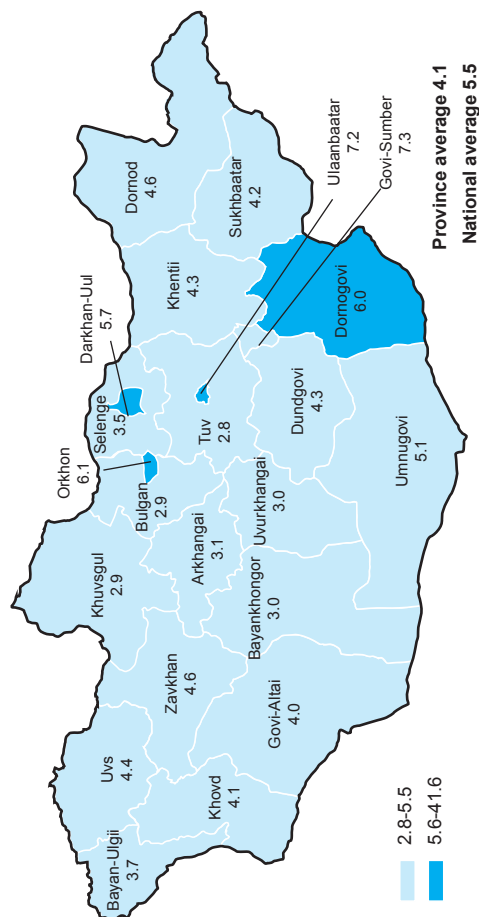 Bayan-Ulgii
3.7
Uvs
4.4
Khovd
4.1
Zavkhan
4.6
Govi-Altai
4.0
Khuvsgul
2.9
Bayankhongor
3.0
Arkhangai
3.1
Uvurkhangai
3.0
Orkhon
6.1
Bulgan
2.9
Selenge
3.5
Darkhan-Uul
5.7
Tuv
2.8
Dundgovi
4.3
Umnugovi
5.1
Khentii
4.3
Dornod
4.6
Sukhbaatar
4.2
Dornogovi
6.0
Ulaanbaatar
7.2
Govi-Sumber
7.3
Province average 4.1
National average 5.5
2.8-5.5
5.6-41.6